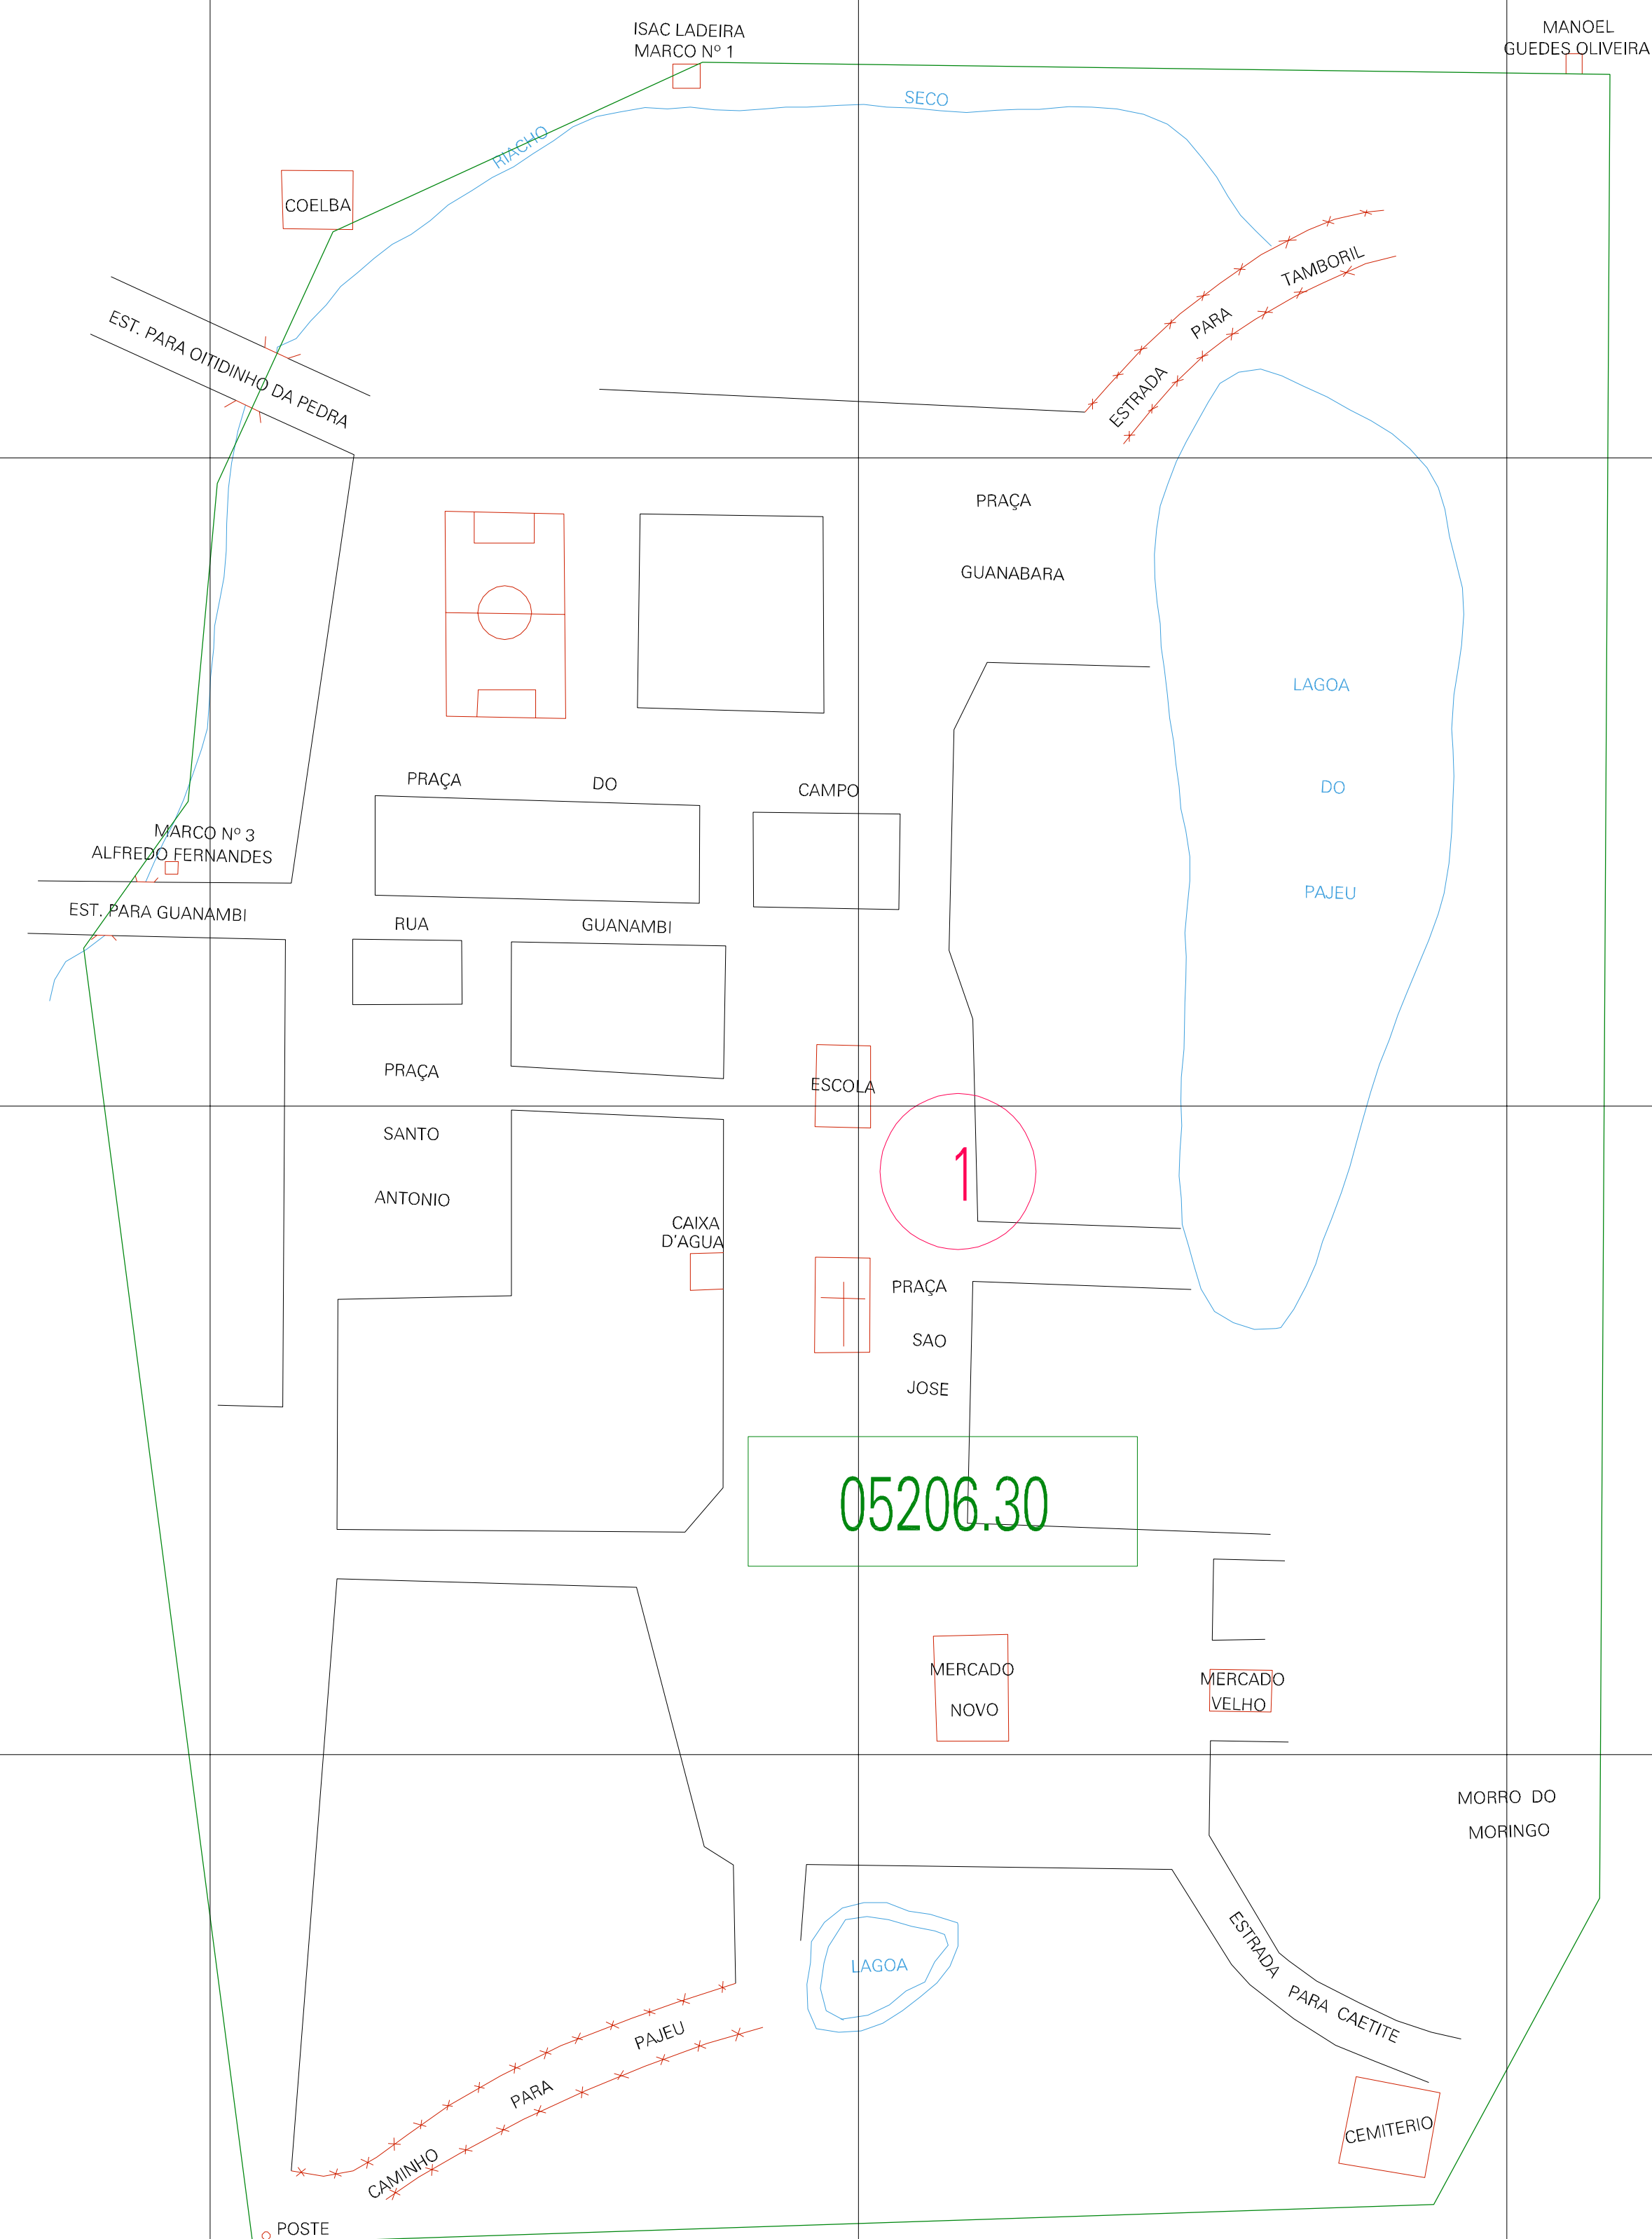 ISAC LADEIRA
MARCO Nº 1
MANOEL
GUEDES OLIVEIRA
SECO
RIACHO
COELBA
TAMBORIL
PARA
ESTRADA
EST. PARA OITIDINHO DA PEDRA
PRAÇA
GUANABARA
LAGOA
DO
PAJEU
PRAÇA DO CAMPO
MARCO Nº 3
ALFREDO FERNANDES
EST. PARA GUANAMBI
RUA GUANAMBI
PRAÇA
SANTO
ANTONIO
ESCOLA
1
CAIXA
D'AGUA
PRAÇA
SAO
JOSE
05206.30
MERCADO
NOVO
MERCADO
VELHO
MORRO DO
MORINGO
ESTRADA PARA CAETITE
LAGOA
CAMINHO PARA PAJEU
CEMITERIO
POSTE